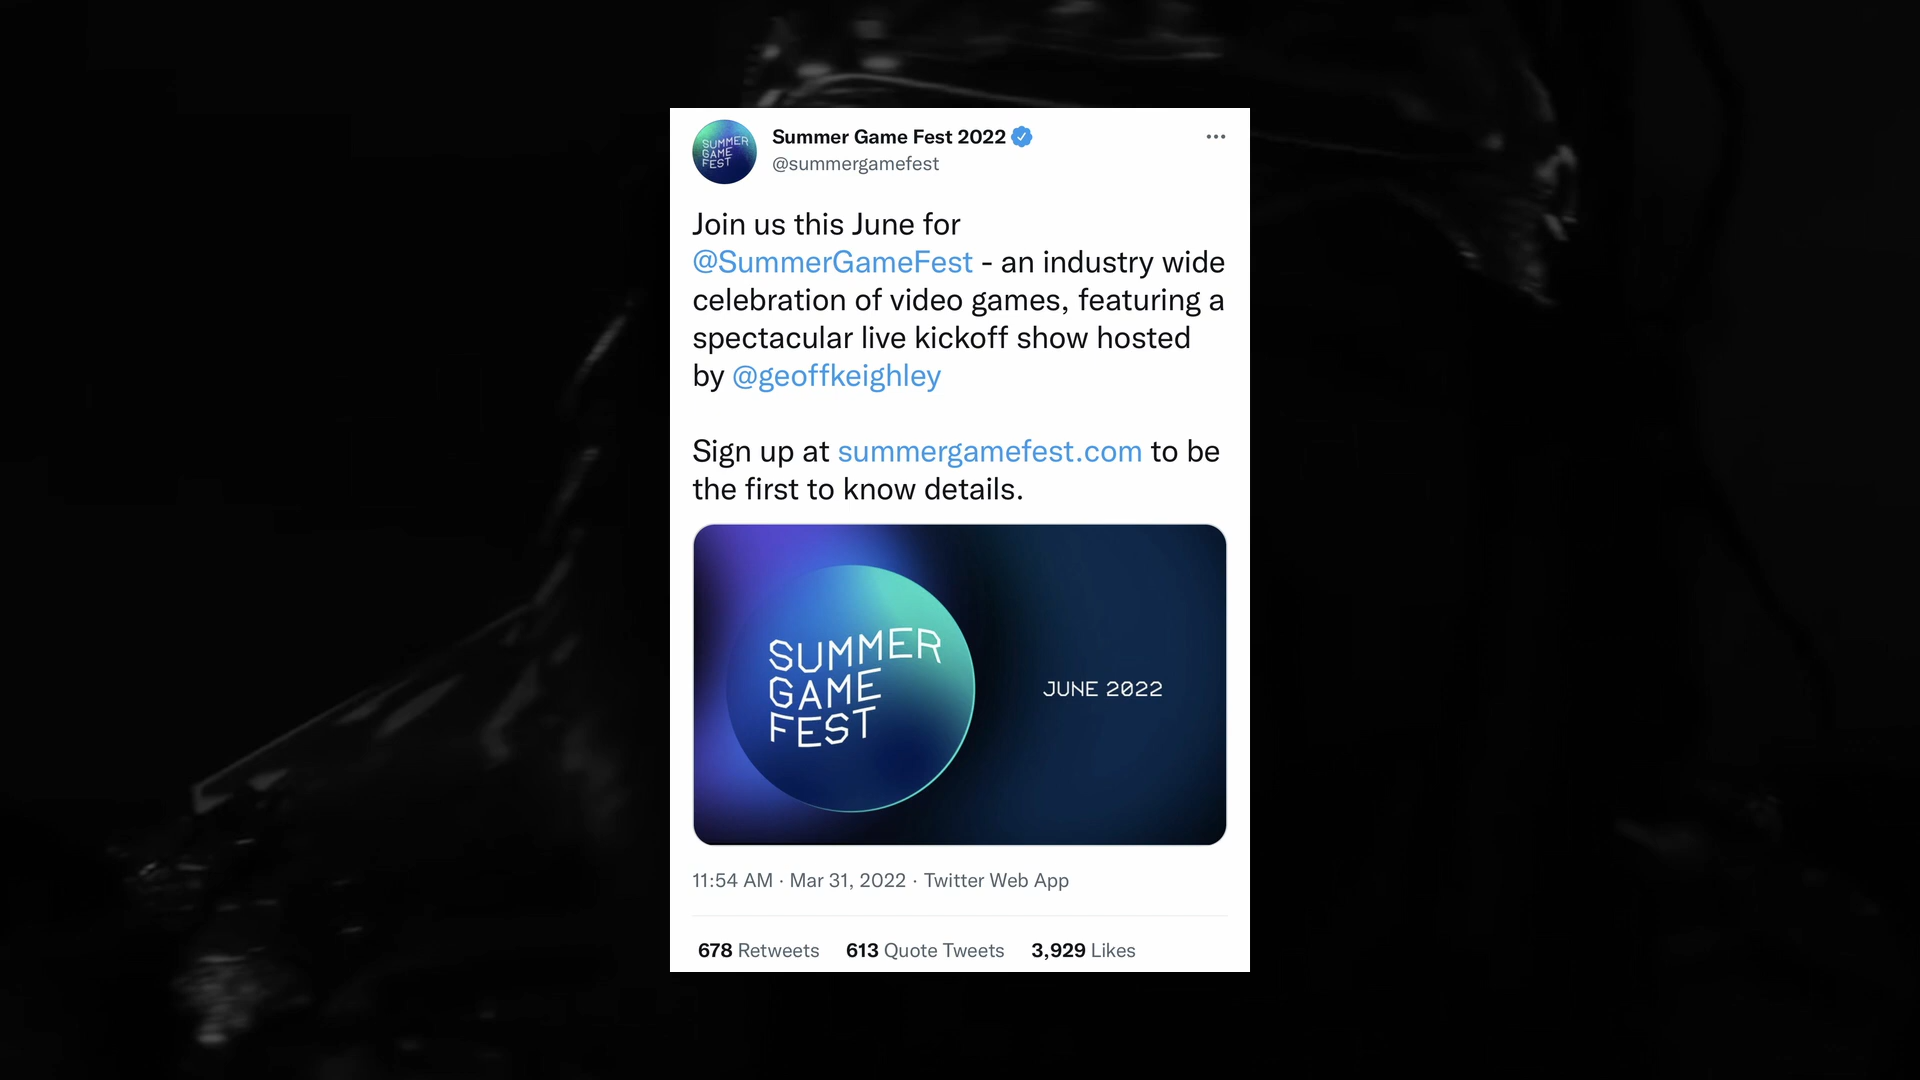 SUMMER
GAME
FEST
Summer Game Fest 2022
@summergamefest
Join us this June for
@SummerGameFest - an industry wide
celebration of video games, featuring a
spectacular live kickoff show hosted
by @geoffkeighley
Sign up at summergamefest.com to be
the first to know details.
SUMMER
GAME
FEST
JUNE 2022
11:54 AM · Mar 31, 2022 · Twitter Web App
678 Retweets 613 Quote Tweets 3,929 Likes